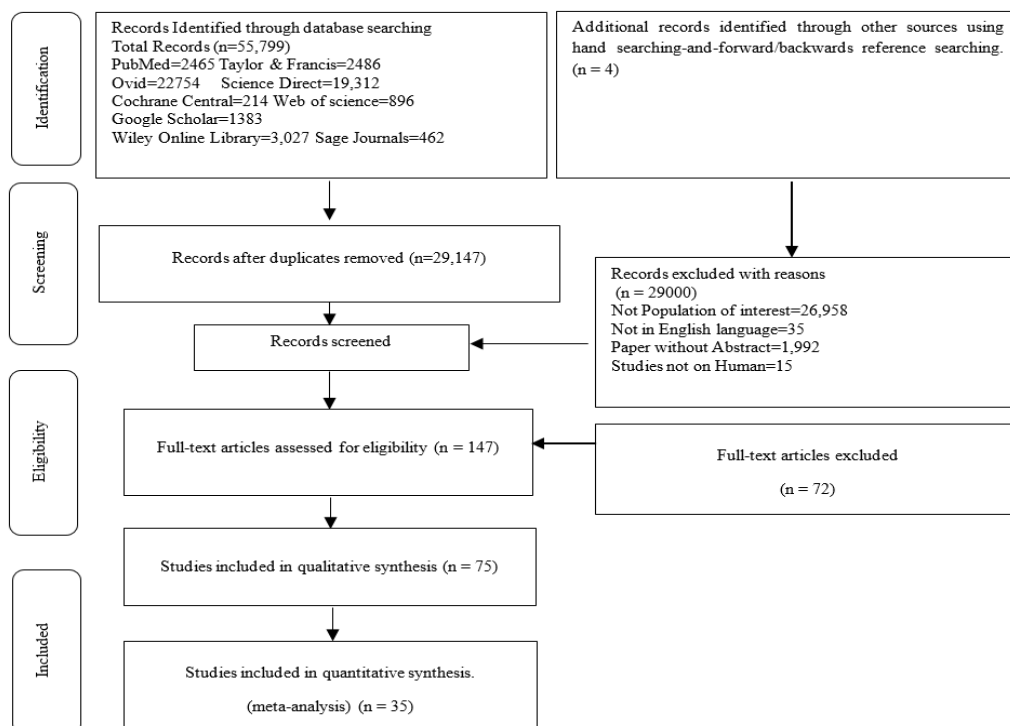 Identification
Records Identified through database searching
Total Records (n=55,799)
PubMed=2465 Taylor & Francis=2486
Ovid=22754 Science Direct=19,312
Cochrane Central=214 Web of science=896
Google Scholar=1383
Wiley Online Library=3,027 Sage Journals=462
Additional records identified through other sources using
hand searching-and-forward/backwards reference searching.
(n = 4)
Screening
Records after duplicates removed (n=29,147)
Records screened
Records excluded with reasons
(n = 29000)
Not Population of interest=26,958
Not in English language=35
Paper without Abstract=1,992
Studies not on Human=15
Eligibility
Full-text articles assessed for eligibility (n = 147)
Full-text articles excluded
(n = 72)
Studies included in qualitative synthesis (n = 75)
Included
Studies included in quantitative synthesis.
(meta-analysis) (n = 35)